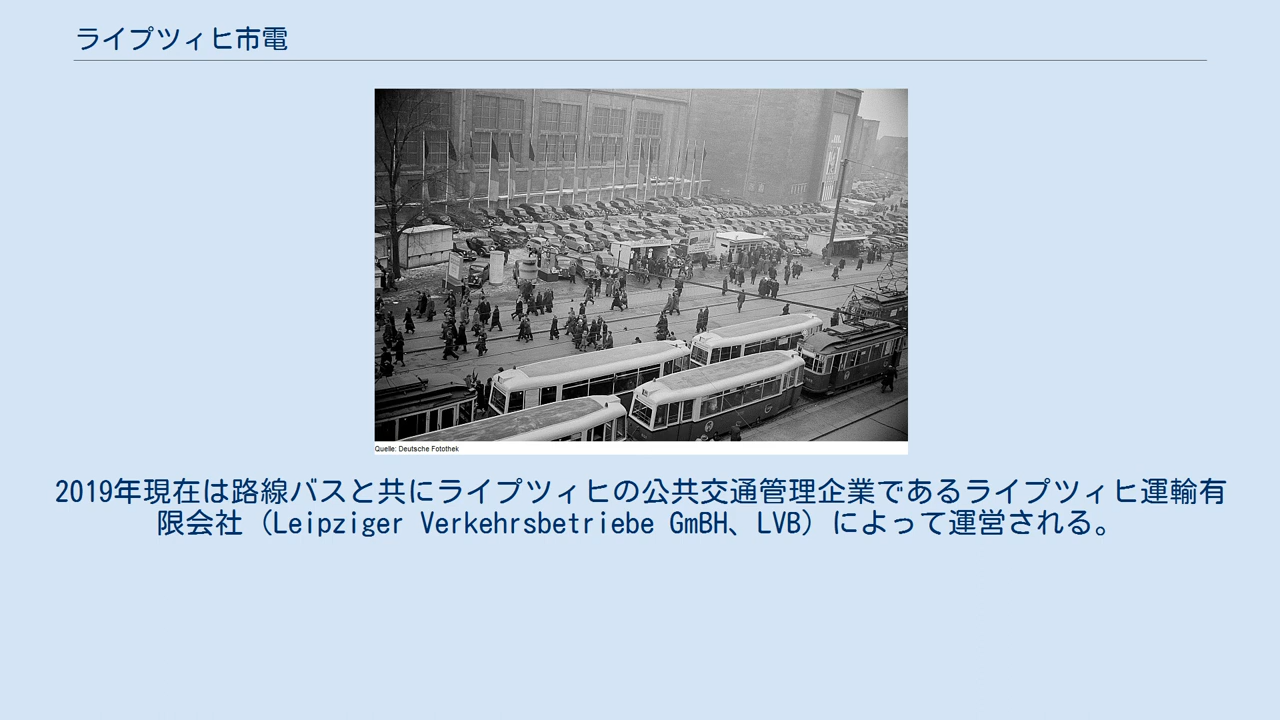 ライプツィヒ市電
Quelle: Deutsche Fotothek
2019年現在は路線バスと共にライプツィヒの公共交通管理企業であるライプツィヒ運輸有
限会社（Leipziger Verkehrsbetriebe GmBH、LVB）によって運営される。